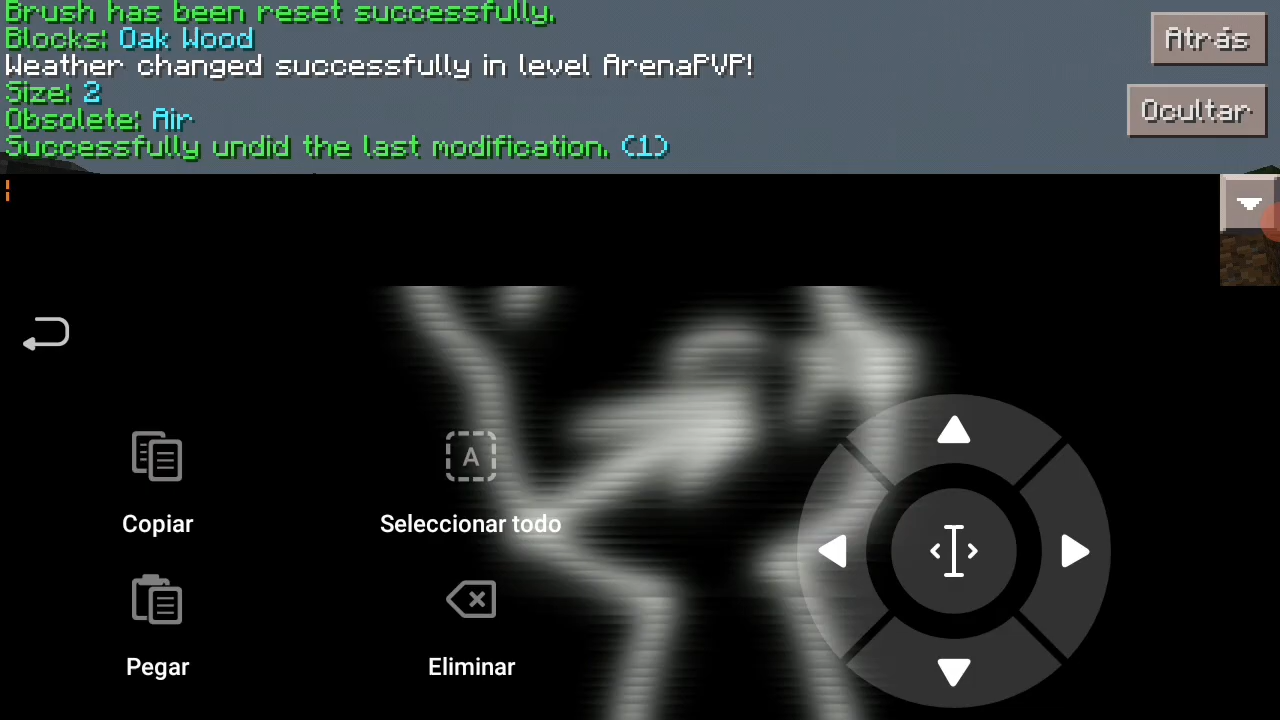 Brush has been reset successfully.
Blocks: Oak Wood
Weather changed successfully in level ArenaPVP!
Size: 2
Obsolete: Air
Successfully undid the last modification. (1)
Atrás
Ocultar
Copiar
Seleccionar todo
Pegar
Eliminar